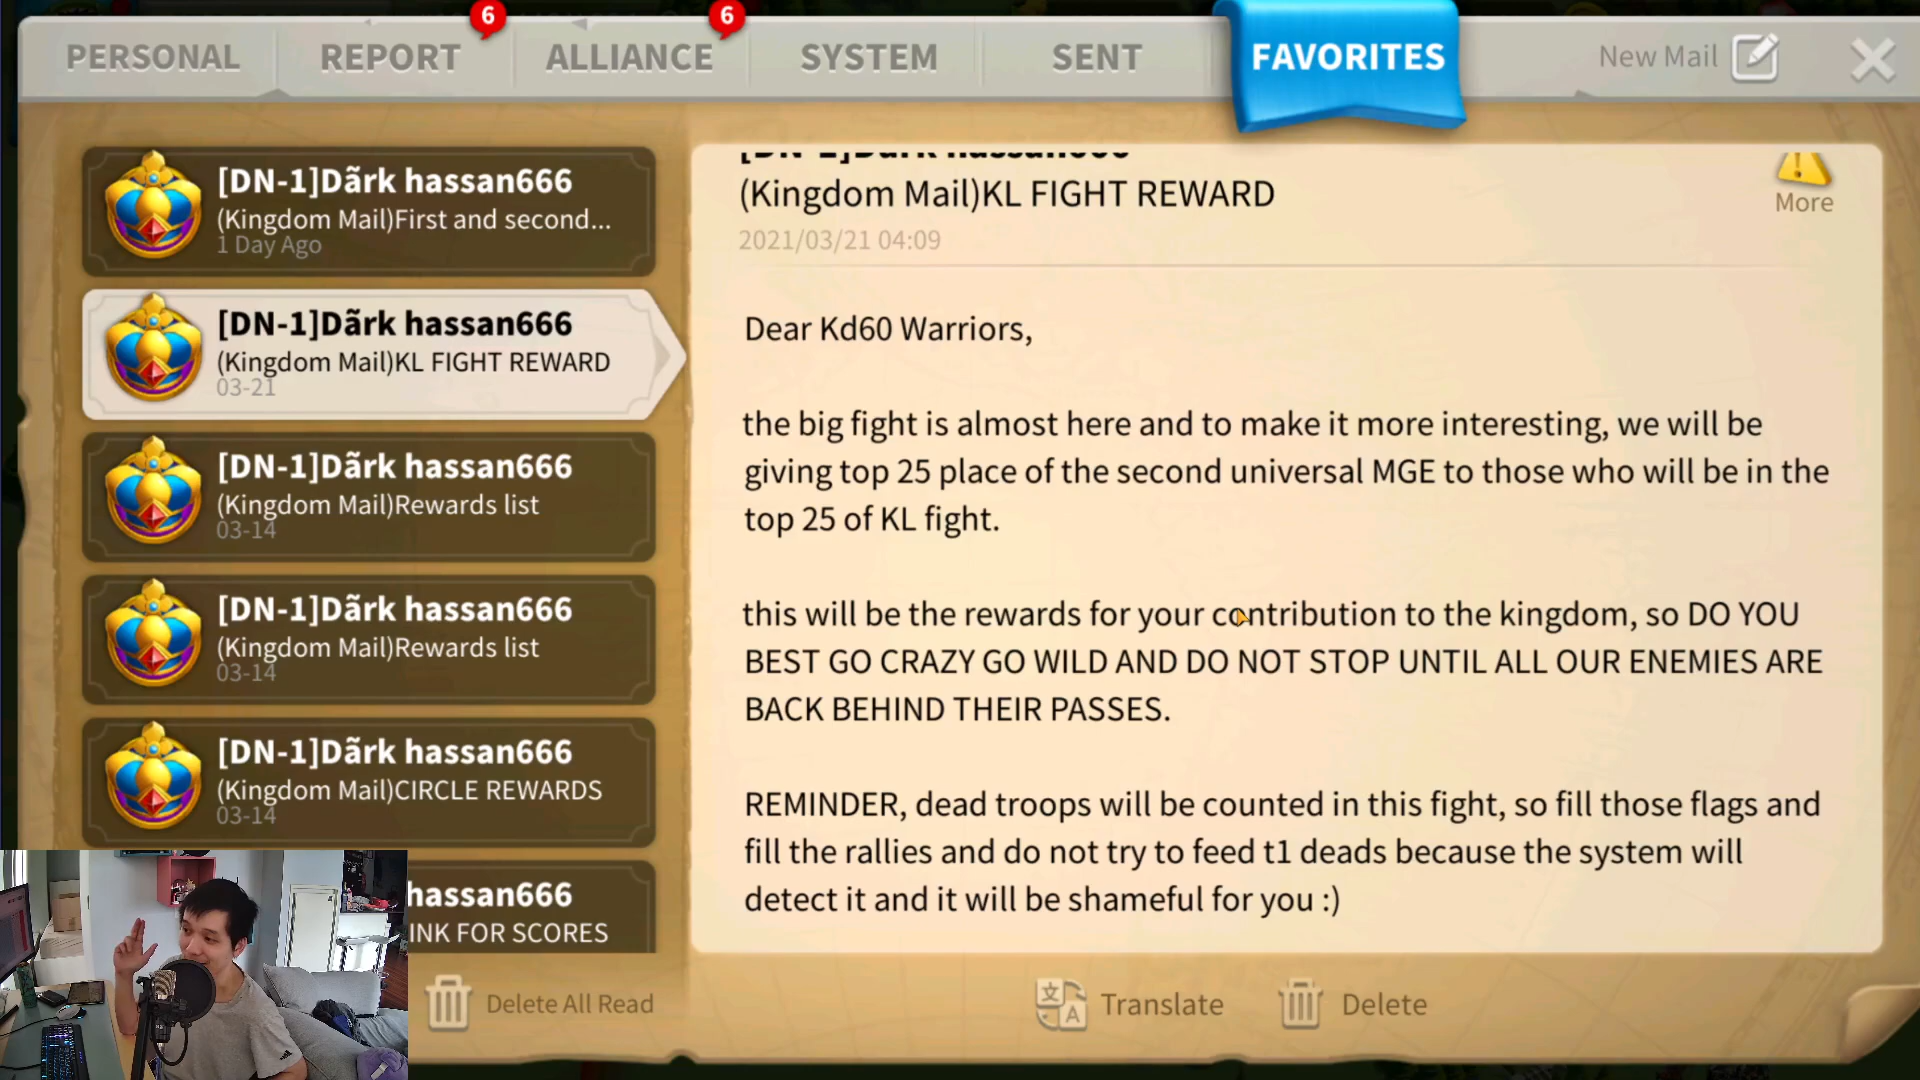 PERSONAL
REPORT
6
ALLIANCE
6
SYSTEM
SENT
FAVORITES
New Mail
[DN-1]Dãrk hassan666
(Kingdom Mail)First and second...
1 Day Ago
[DN-1]Dãrk hassan666
(Kingdom Mail)KL FIGHT REWARD
03-21
[DN-1]Dãrk hassan666
(Kingdom Mail)Rewards list
03-14
[DN-1]Dãrk hassan666
(Kingdom Mail)Rewards list
03-14
[DN-1]Dãrk hassan666
(Kingdom Mail)CIRCLE REWARDS
03-14
hassan666
INK FOR SCORES
Delete All Read
[DN-1]Dãrk hassan666
(Kingdom Mail)KL FIGHT REWARD
2021/03/21 04:09
More
Dear Kd60 Warriors,
the big fight is almost here and to make it more interesting, we will be
giving top 25 place of the second universal MGE to those who will be in the
top 25 of KL fight.
this will be the rewards for your contribution to the kingdom, so DO YOU
BEST GO CRAZY GO WILD AND DO NOT STOP UNTIL ALL OUR ENEMIES ARE
BACK BEHIND THEIR PASSES.
REMINDER, dead troops will be counted in this fight, so fill those flags and
fill the rallies and do not try to feed t1 deads because the system will
detect it and it will be shameful for you :)
Translate
Delete